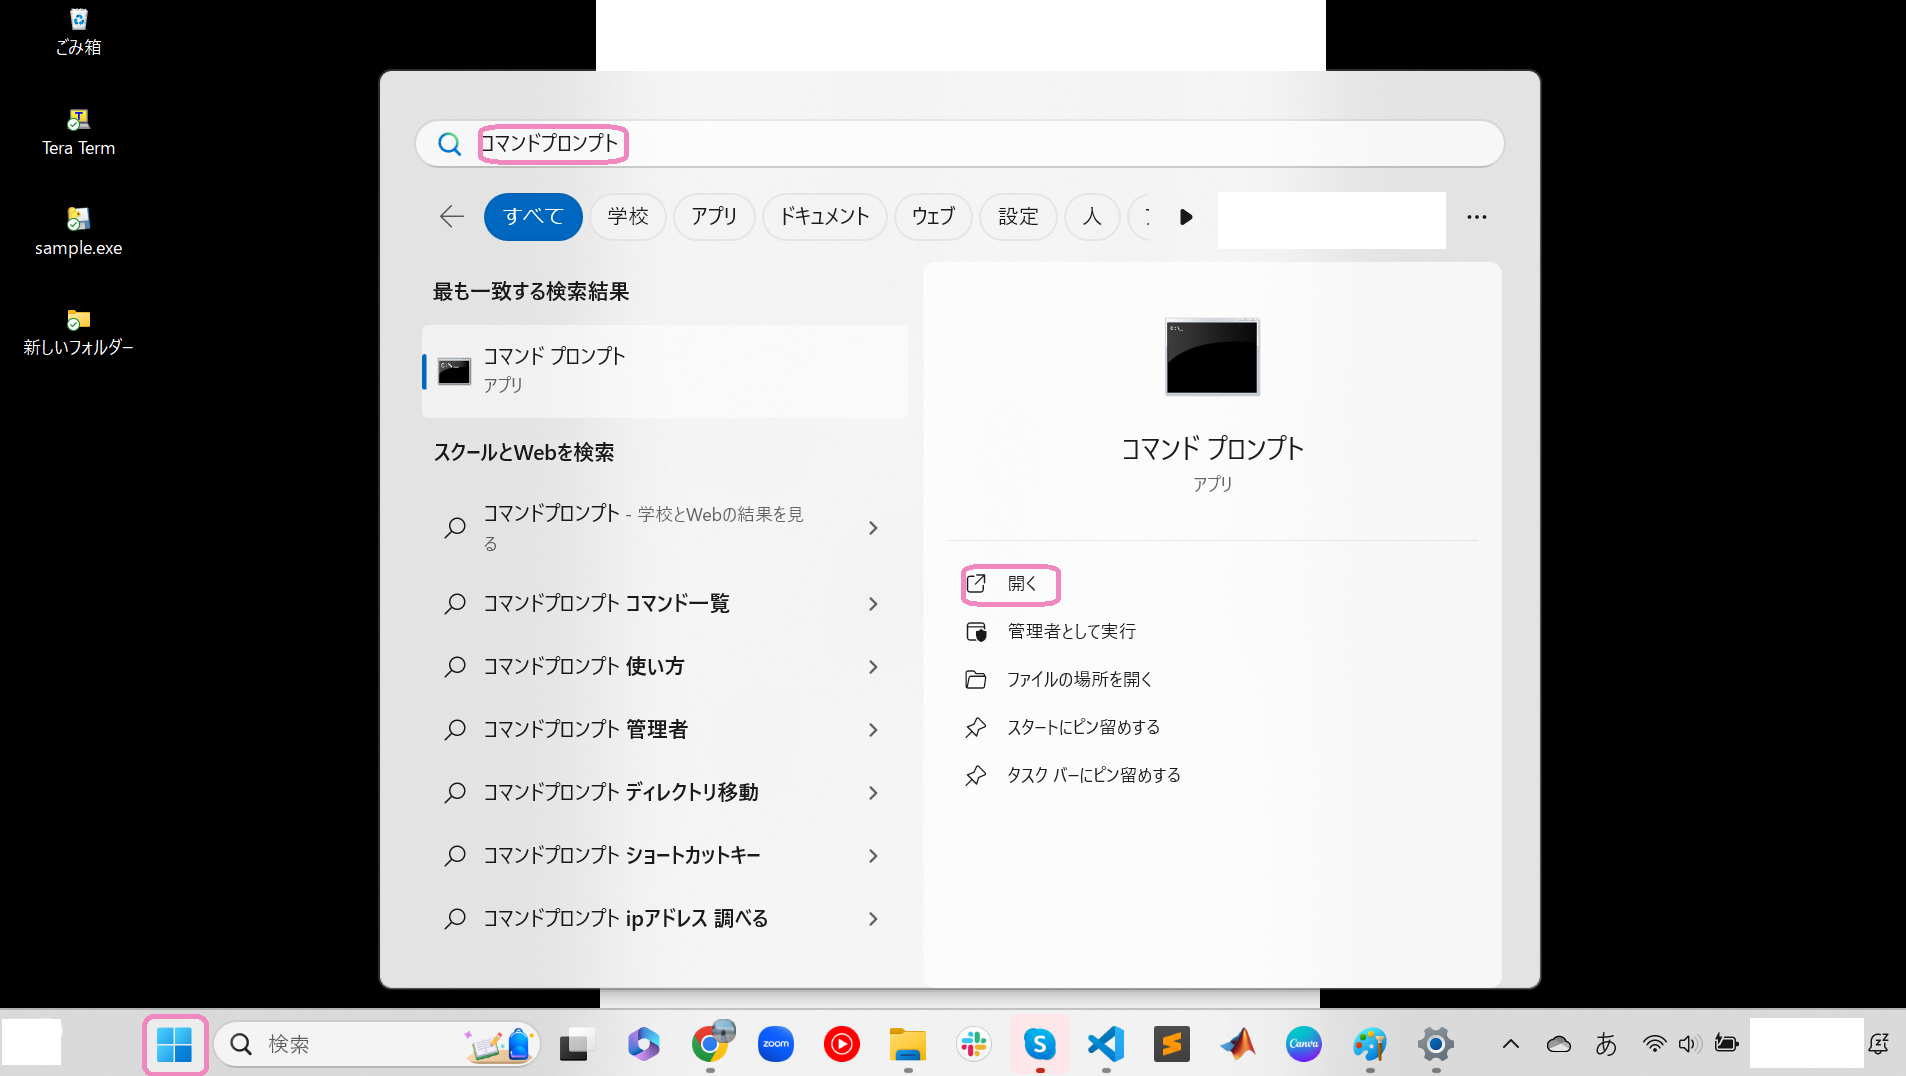 ごみ箱
Tera Term
sample.exe
新しいフォルダー
コマンドプロンプト
すべて 学校 アプリ ドキュメント ウェブ 設定 人
最も一致する検索結果
コマンド プロンプト
アプリ
スクールとWebを検索
コマンドプロンプト - 学校とWebの結果を見
る
コマンドプロンプト コマンド一覧
コマンドプロンプト 使い方
コマンドプロンプト 管理者
コマンドプロンプト ディレクトリ移動
コマンドプロンプト ショートカットキー
コマンドプロンプト ipアドレス 調べる
コマンド プロンプト
アプリ
開く
管理者として実行
ファイルの場所を開く
スタートにピン留めする
タスク バーにピン留めする
検索
zoom
S
Canva
あ